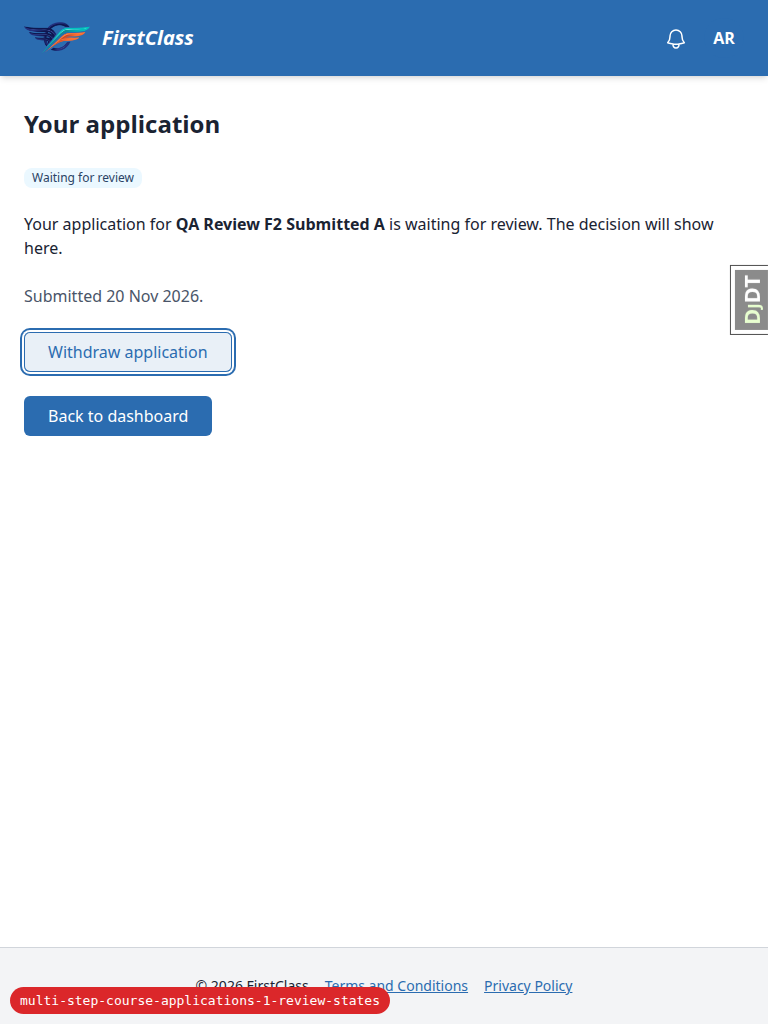 FirstClass
AR
Your application
Waiting for review
Your application for QA Review F2 Submitted A is waiting for review. The decision will show
here.
Submitted 20 Nov 2026.
DJDT
Withdraw application
Back to dashboard
© 2026 FirstClass Terms and Conditions Privacy Policy
multi-step-course-applications-1-review-states